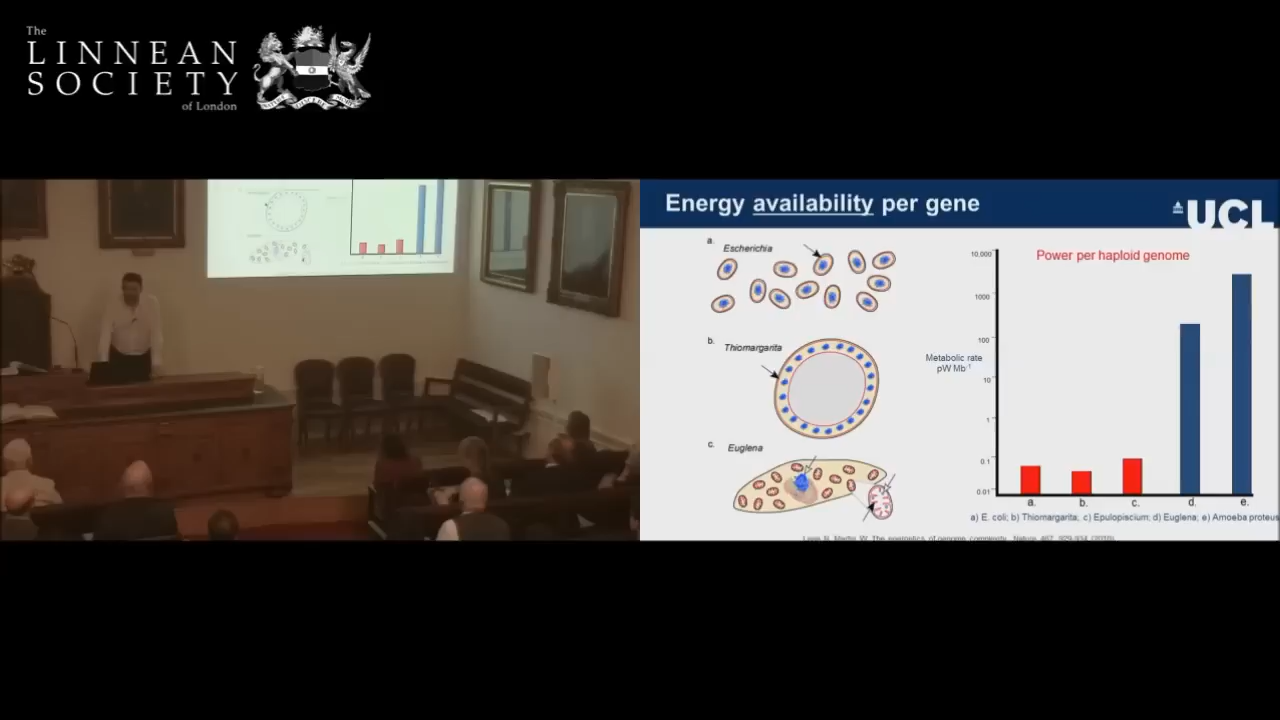 The
LINNEAN
SOCIETY
of London
Energy availability per gene
UCL
a.
Escherichia
b.
Thiomargarita
c.
Euglena
Power per haploid genome
Metabolic rate
pW Mb-1
10,000
1000
100
10
1
0.1
0.01
a. b. c. d. e.
a) E. coli; b) Thiomargarita; c) Epulopiscium; d) Euglena; e) Amoeba proteus